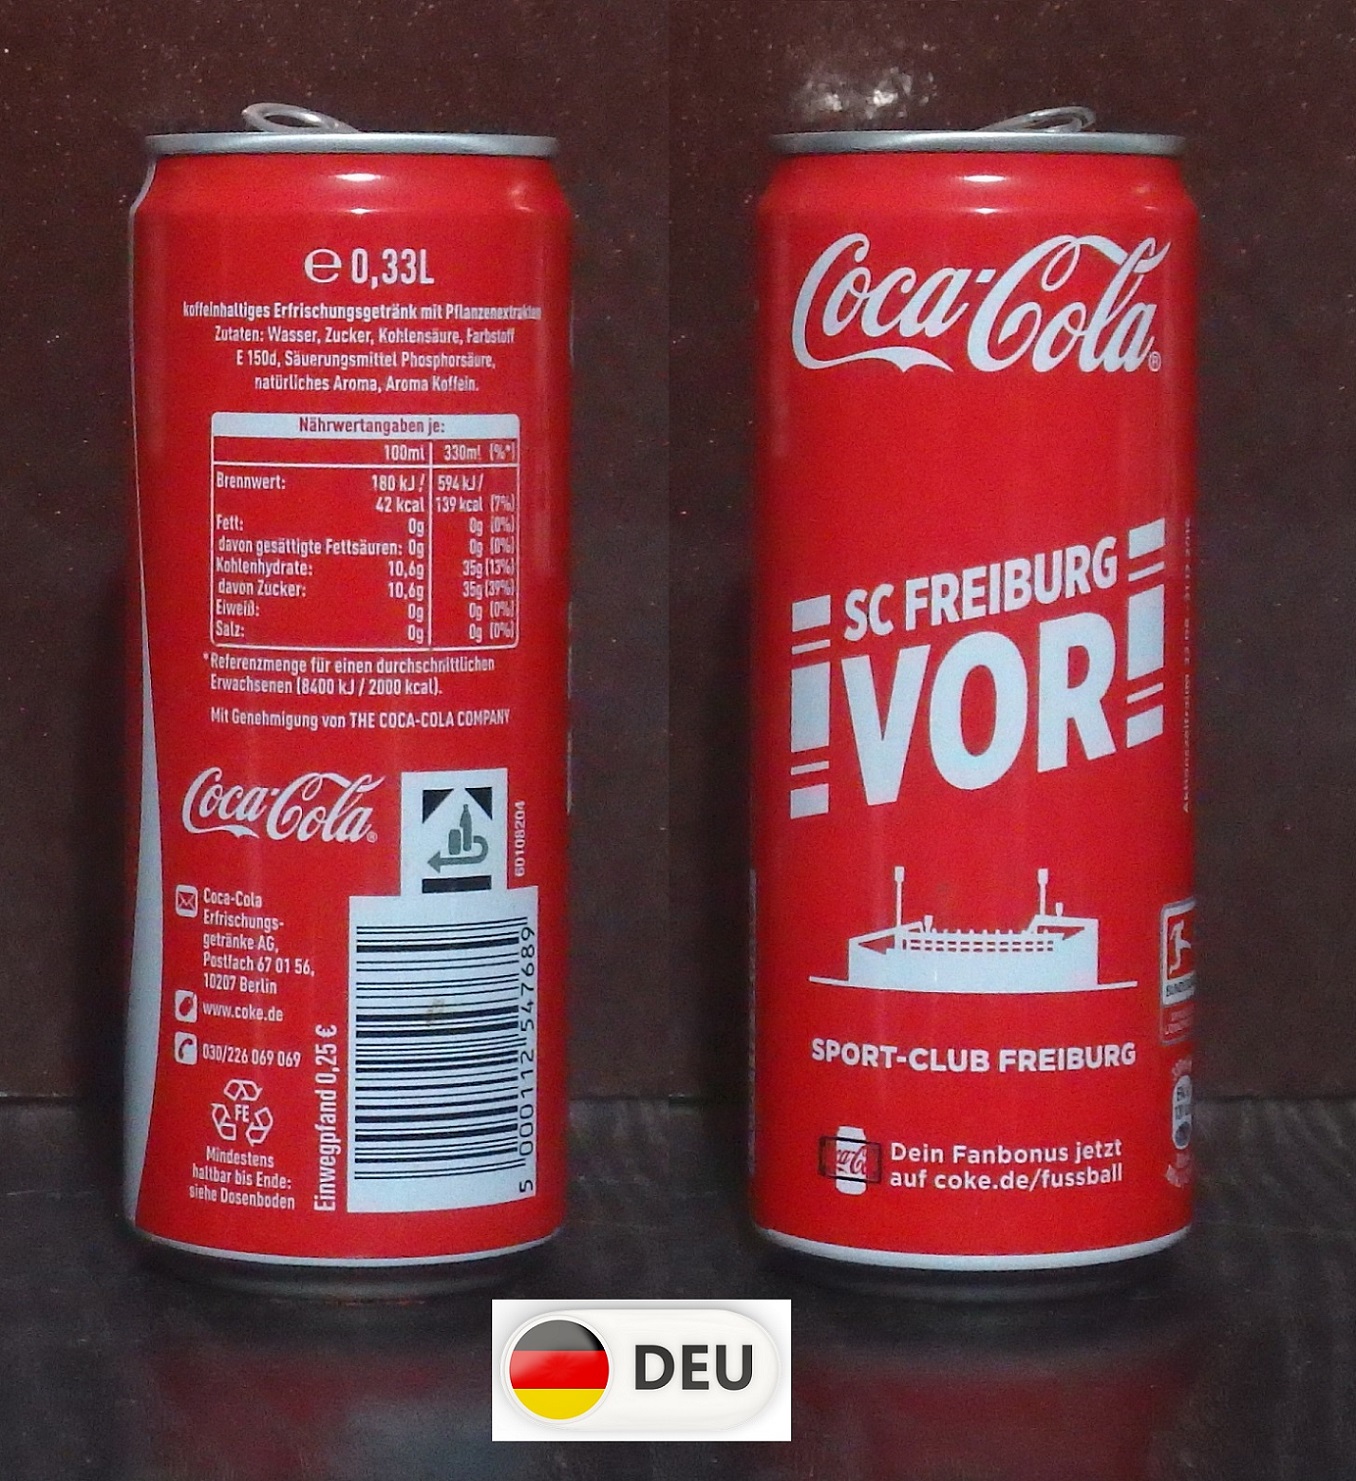 ℮ 0,33L
koffeinhaltiges Erfrischungsgetränk mit Pflanzenextrakten
Zutaten: Wasser, Zucker, Kohlensäure, Farbstoff
E 150d, Säuerungsmittel Phosphorsäure,
natürliches Aroma, Aroma Koffein.
Nährwertangaben je:
100ml 330ml (%*)
Brennwert: 180 kJ / 594 kJ /
42 kcal 139 kcal (7%)
Fett: 0g 0g (0%)
davon gesättigte Fettsäuren: 0g 0g (0%)
Kohlenhydrate: 10,6g 35g (13%)
davon Zucker: 10,6g 35g (39%)
Eiweiß: 0g 0g (0%)
Salz: 0g 0g (0%)
*Referenzmenge für einen durchschnittlichen
Erwachsenen (8400 kJ / 2000 kcal).
Mit Genehmigung von THE COCA-COLA COMPANY
Coca-Cola®
60108204
Coca-Cola
Erfrischungs-
getränke AG,
Postfach 67 01 56,
10207 Berlin
www.coke.de
030/226 069 069
FE
Mindestens
haltbar bis Ende:
siehe Dosenboden
Einwegpfand 0,25 €
5 000112 547689
Coca-Cola®
SC FREIBURG
VOR
SPORT-CLUB FREIBURG
Dein Fanbonus jetzt
auf coke.de/fussball
DEU